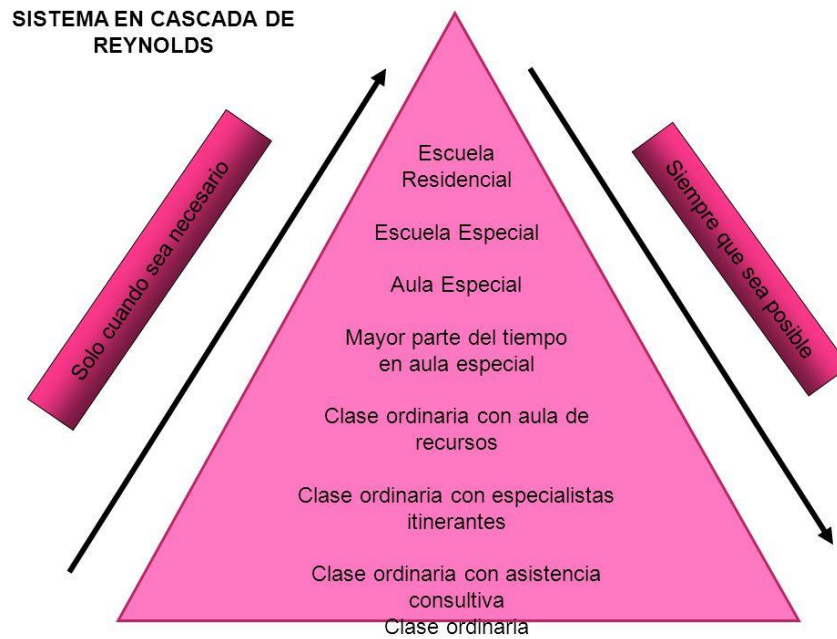 SISTEMA EN CASCADA DE
REYNOLDS
Solo cuando sea necesario
Siempre que sea posible
Escuela
Residencial
Escuela Especial
Aula Especial
Mayor parte del tiempo
en aula especial
Clase ordinaria con aula de
recursos
Clase ordinaria con especialistas
itinerantes
Clase ordinaria con asistencia
consultiva
Clase ordinaria